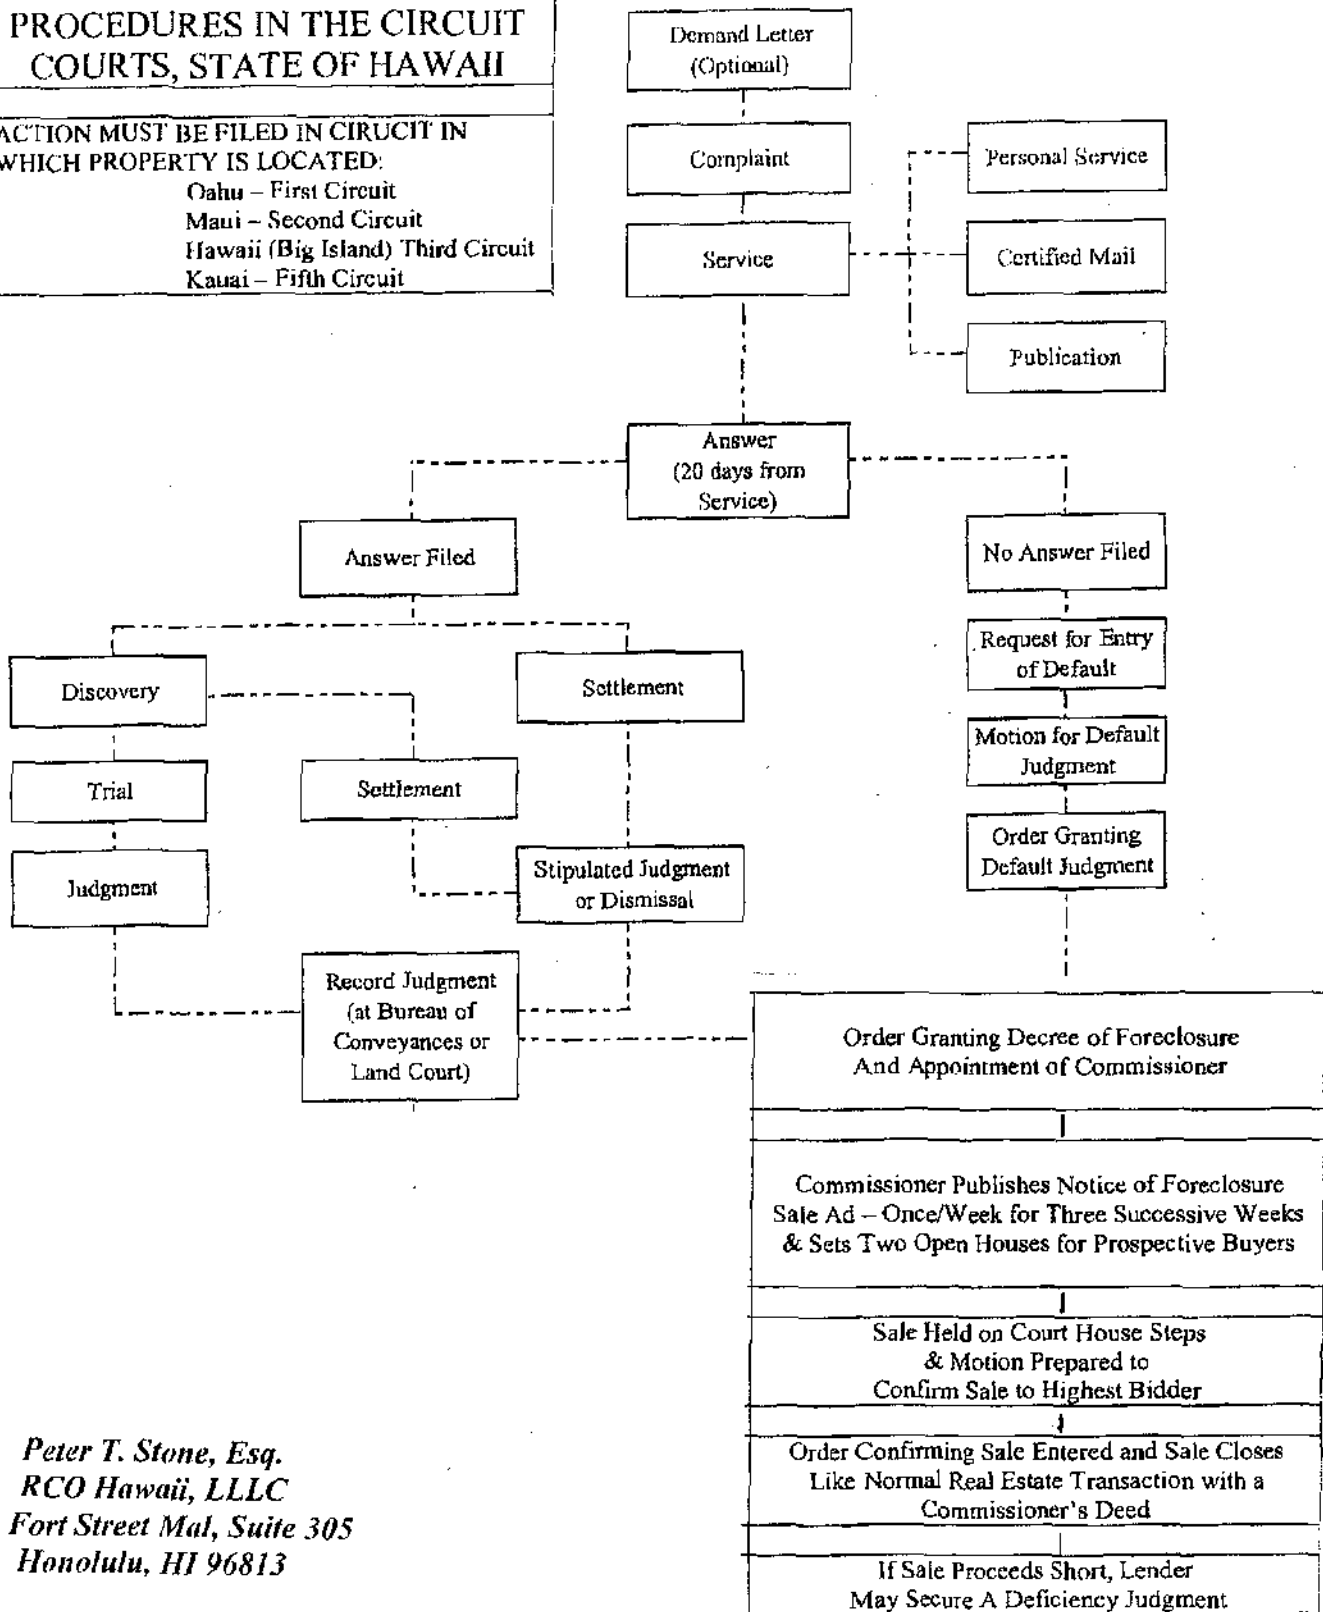 PROCEDURES IN THE CIRCUIT
COURTS, STATE OF HAWAII
ACTION MUST BE FILED IN CIRUCIT IN
WHICH PROPERTY IS LOCATED:
Oahu – First Circuit
Maui – Second Circuit
Hawaii (Big Island) Third Circuit
Kauai – Fifth Circuit
Demand Letter
(Optional)
Complaint
Service
Personal Service
Certified Mail
Publication
Answer
(20 days from
Service)
Answer Filed
No Answer Filed
Discovery
Settlement
Request for Entry
of Default
Trial
Settlement
Motion for Default
Judgment
Judgment
Stipulated Judgment
or Dismissal
Order Granting
Default Judgment
Record Judgment
(at Bureau of
Conveyances or
Land Court)
Order Granting Decree of Foreclosure
And Appointment of Commissioner
Commissioner Publishes Notice of Foreclosure
Sale Ad – Once/Week for Three Successive Weeks
& Sets Two Open Houses for Prospective Buyers
Sale Held on Court House Steps
& Motion Prepared to
Confirm Sale to Highest Bidder
Order Confirming Sale Entered and Sale Closes
Like Normal Real Estate Transaction with a
Commissioner's Deed
If Sale Proceeds Short, Lender
May Secure A Deficiency Judgment
Peter T. Stone, Esq.
RCO Hawaii, LLLC
Fort Street Mal, Suite 305
Honolulu, HI 96813